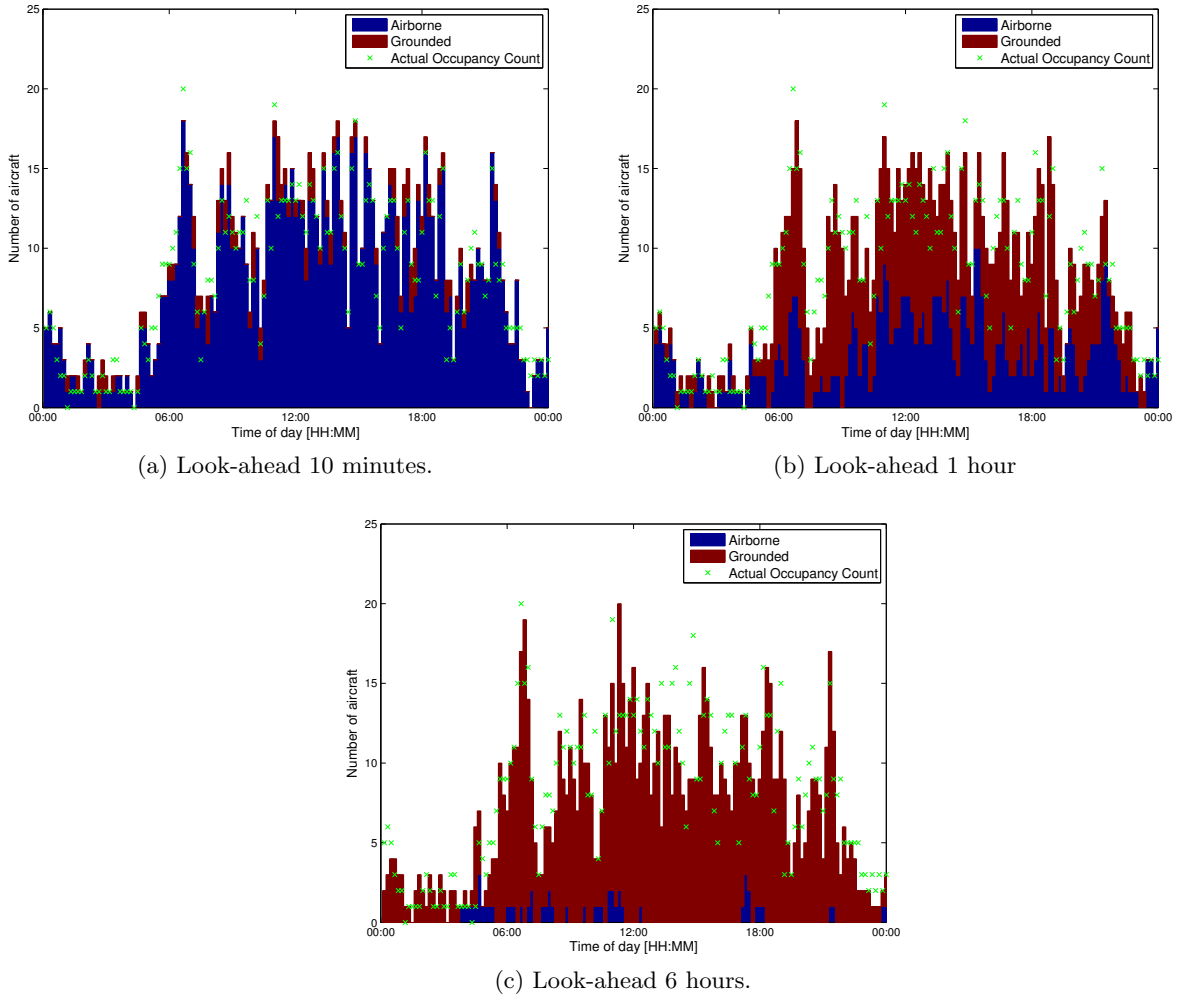 25
20
15
10
5
0
Number of aircraft
Airborne
Grounded
Actual Occupancy Count
00:00 06:00 12:00 18:00 00:00
Time of day [HH:MM]
(a) Look-ahead 10 minutes.
25
20
15
10
5
0
Number of aircraft
Airborne
Grounded
Actual Occupancy Count
00:00 06:00 12:00 18:00 00:00
Time of day [HH:MM]
(b) Look-ahead 1 hour
25
20
15
10
5
0
Number of aircraft
Airborne
Grounded
Actual Occupancy Count
00:00 06:00 12:00 18:00 00:00
Time of day [HH:MM]
(c) Look-ahead 6 hours.